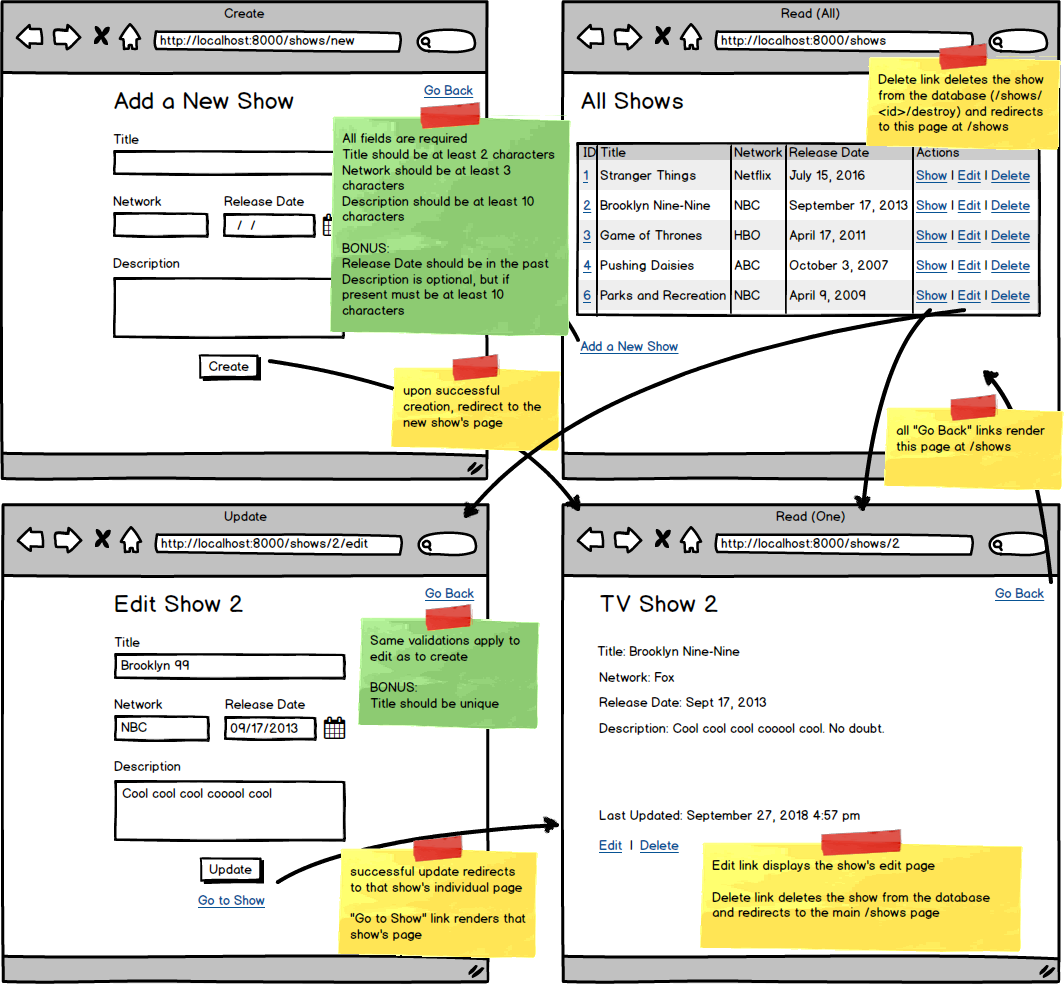 Create
http://localhost:8000/shows/new
Add a New Show
Go Back
Title
Network
Release Date
/ /
Description
Create
All fields are required
Title should be at least 2 characters
Network should be at least 3
characters
Description should be at least 10
characters
BONUS:
Release Date should be in the past
Description is optional, but if
present must be at least 10
characters
upon successful
creation, redirect to the
new show's page
Read (All)
http://localhost:8000/shows
Delete link deletes the show
from the database (/shows/
<id>/destroy) and redirects
to this page at /shows
All Shows
ID Title Network Release Date Actions
1 Stranger Things Netflix July 15, 2016 Show | Edit | Delete
2 Brooklyn Nine-Nine NBC September 17, 2013 Show | Edit | Delete
3 Game of Thrones HBO April 17, 2011 Show | Edit | Delete
4 Pushing Daisies ABC October 3, 2007 Show | Edit | Delete
6 Parks and Recreation NBC April 9, 2009 Show | Edit | Delete
Add a New Show
all "Go Back" links render
this page at /shows
Update
http://localhost:8000/shows/2/edit
Edit Show 2
Go Back
Title
Brooklyn 99
Network
NBC
Release Date
09/17/2013
Description
Cool cool cool cooool cool
Update
Go to Show
Same validations apply to
edit as to create
BONUS:
Title should be unique
successful update redirects
to that show's individual page
"Go to Show" link renders that
show's page
Read (One)
http://localhost:8000/shows/2
Go Back
TV Show 2
Title: Brooklyn Nine-Nine
Network: Fox
Release Date: Sept 17, 2013
Description: Cool cool cool cooool cool. No doubt.
Last Updated: September 27, 2018 4:57 pm
Edit | Delete
Edit link displays the show's edit page
Delete link deletes the show from the database
and redirects to the main /shows page